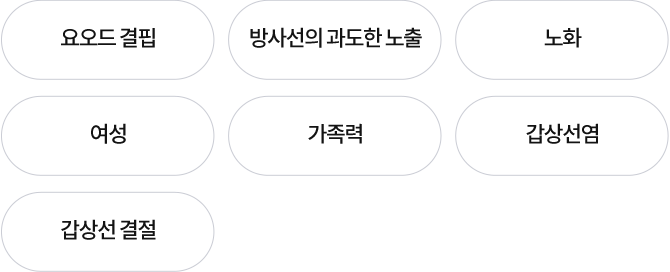 요오드 결핍
방사선의 과도한 노출
노화
여성
가족력
갑상선염
갑상선 결절